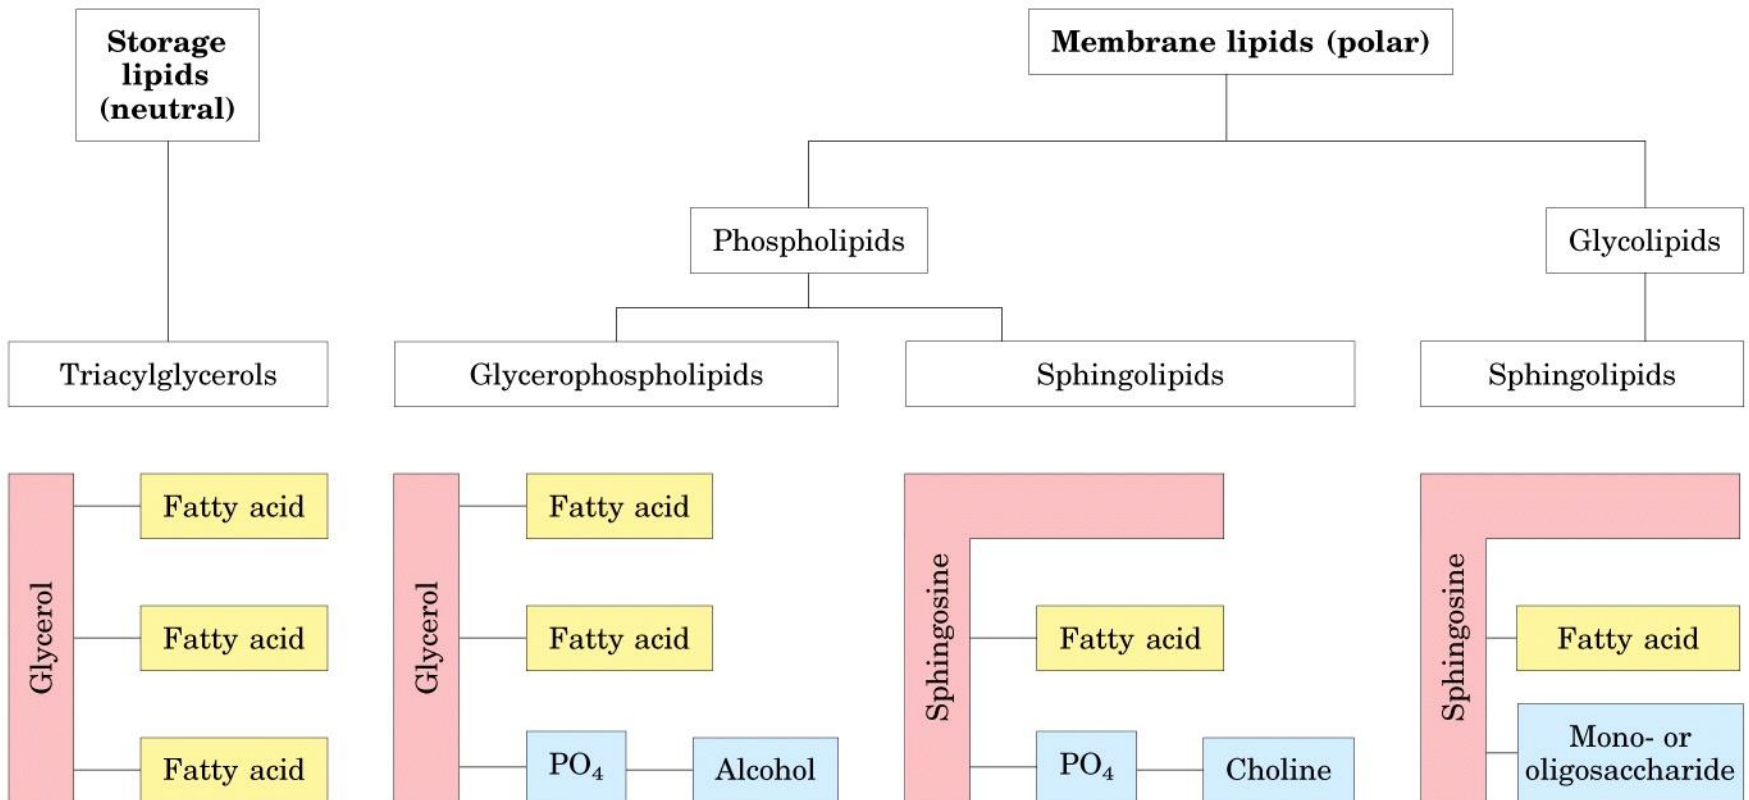 Storage
lipids
(neutral)
Membrane lipids (polar)
Phospholipids
Glycolipids
Triacylglycerols
Glycerophospholipids
Sphingolipids
Sphingolipids
Glycerol
Fatty acid
Fatty acid
Fatty acid
Glycerol
Fatty acid
Fatty acid
PO₄
Alcohol
Sphingosine
Fatty acid
PO₄
Choline
Sphingosine
Fatty acid
Mono- or
oligosaccharide